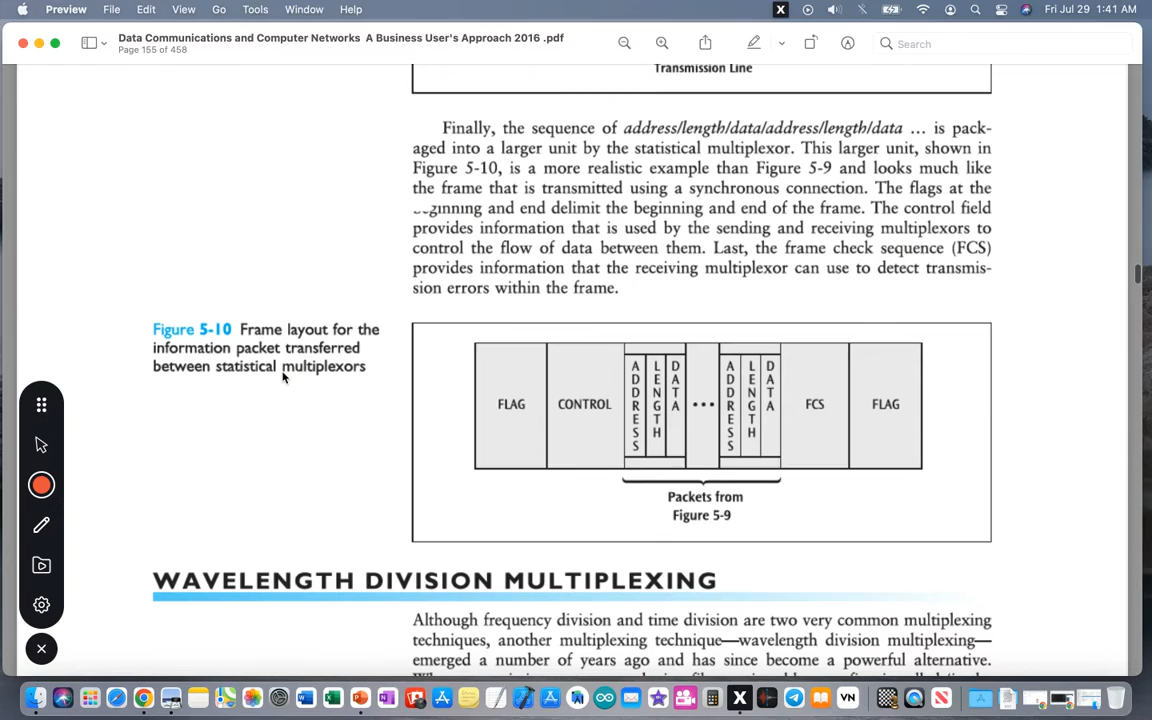 Preview File Edit View Go Tools Window Help
X
Fri Jul 29 1:41 AM
Data Communications and Computer Networks A Business User's Approach 2016 .pdf
Page 155 of 458
Search
Transmission Line
Finally, the sequence of address/length/data/address/length/data ... is pack-
aged into a larger unit by the statistical multiplexor. This larger unit, shown in
Figure 5-10, is a more realistic example than Figure 5-9 and looks much like
the frame that is transmitted using a synchronous connection. The flags at the
beginning and end delimit the beginning and end of the frame. The control field
provides information that is used by the sending and receiving multiplexors to
control the flow of data between them. Last, the frame check sequence (FCS)
provides information that the receiving multiplexor can use to detect transmis-
sion errors within the frame.
Figure 5-10 Frame layout for the
information packet transferred
between statistical multiplexors
FLAG
CONTROL
ADDRESS
LENGTH
DATA
...
ADDRESS
LENGTH
DATA
FCS
FLAG
Packets from
Figure 5-9
WAVELENGTH DIVISION MULTIPLEXING
Although frequency division and time division are two very common multiplexing
techniques, another multiplexing technique—wavelength division multiplexing—
emerged a number of years ago and has since become a powerful alternative.
VN